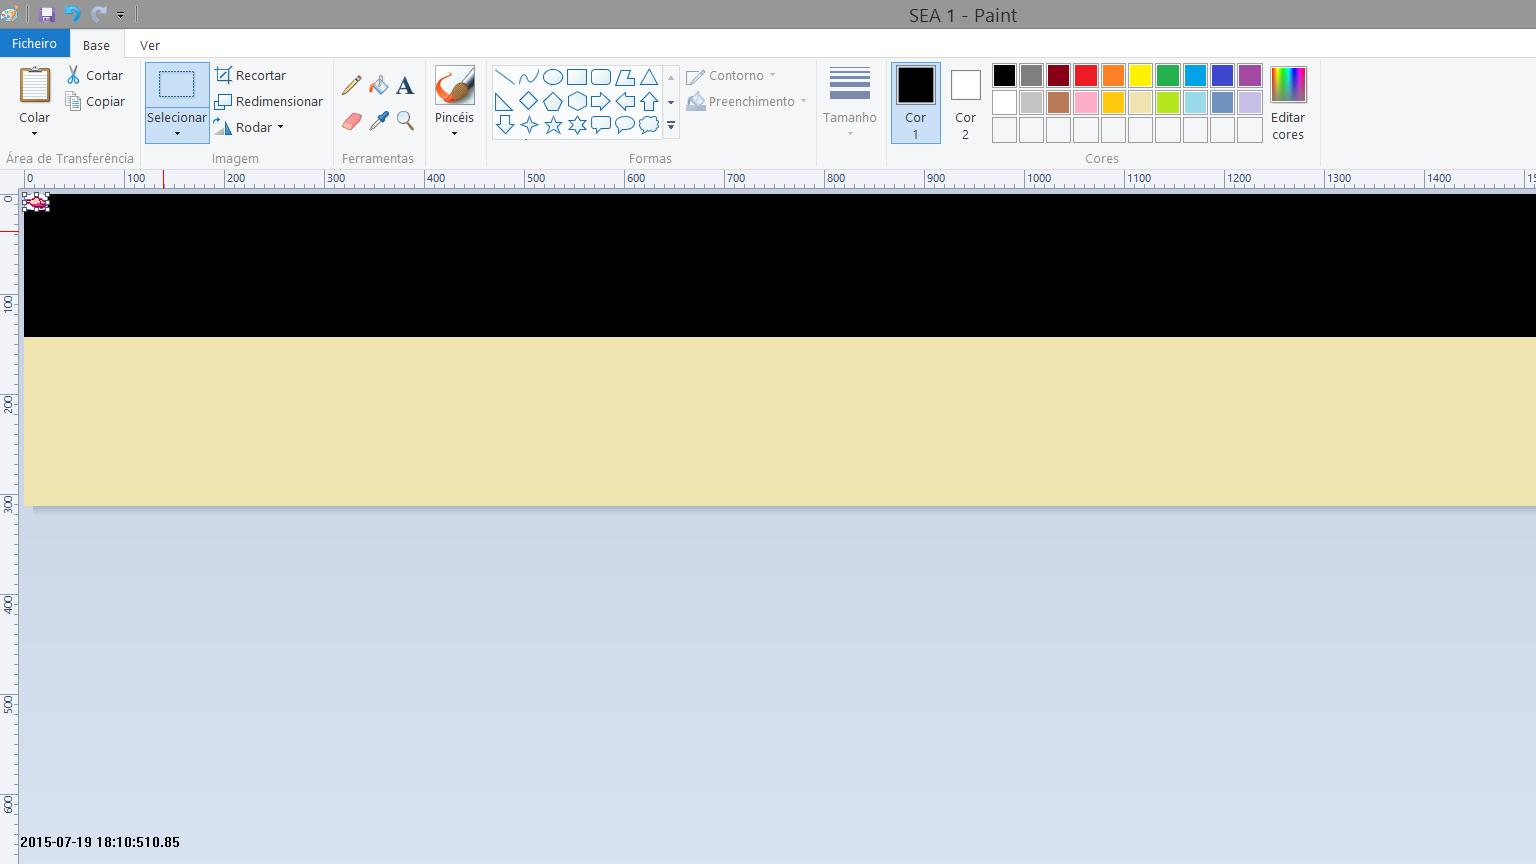 SEA 1 - Paint
Ficheiro Base Ver
Colar
Cortar
Copiar
Área de Transferência
Selecionar
Recortar
Redimensionar
Rodar
Imagem
A
Ferramentas
Pincéis
Contorno
Preenchimento
Formas
Tamanho
Cor
1
Cor
2
Editar
cores
Cores
0 100 200 300 400 500 600 700 800 900 1000 1100 1200 1300 1400 15
0
100
200
300
400
500
600
2015-07-19 18:10:510.85